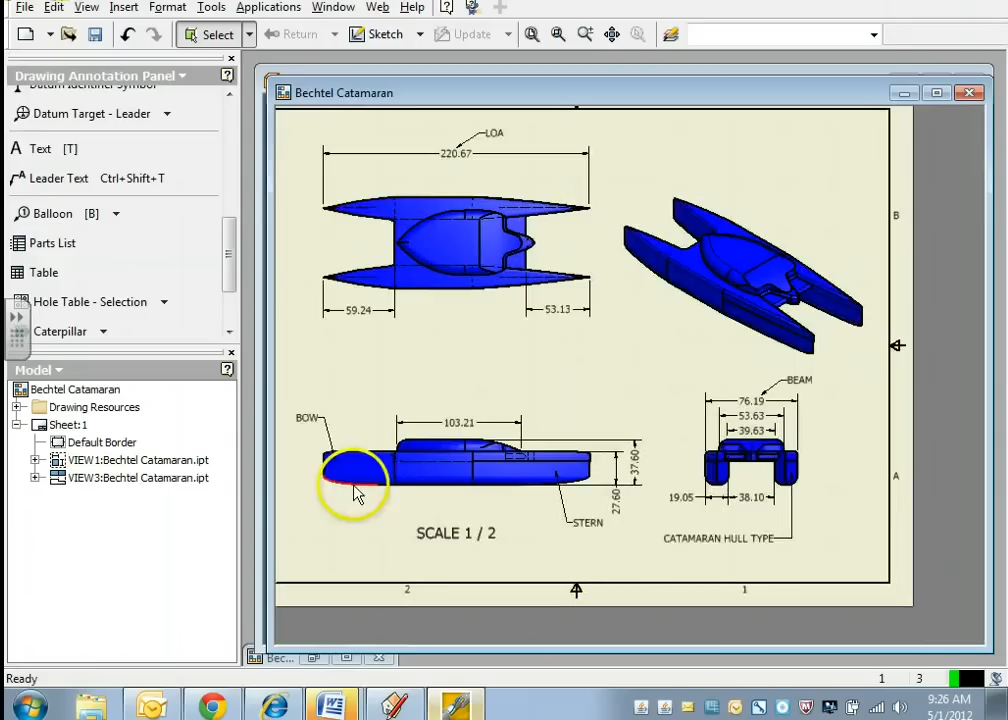 File Edit View Insert Format Tools Applications Window Web Help
Select Return Sketch Update
Drawing Annotation Panel
Datum Identifier Symbol
Datum Target - Leader
A Text [T]
Leader Text Ctrl+Shift+T
Balloon [B]
Parts List
Table
Hole Table - Selection
Caterpillar
Model
Bechtel Catamaran
Drawing Resources
Sheet:1
Default Border
VIEW1:Bechtel Catamaran.ipt
VIEW3:Bechtel Catamaran.ipt
Bechtel Catamaran
LOA
220.67
B
59.24
53.13
BEAM
76.19
53.63
39.63
BOW
103.21
37.60
27.60
A
19.05
38.10
STERN
SCALE 1 / 2
CATAMARAN HULL TYPE
2
1
Bec...
Ready
1 3
9:26 AM
5/1/2012